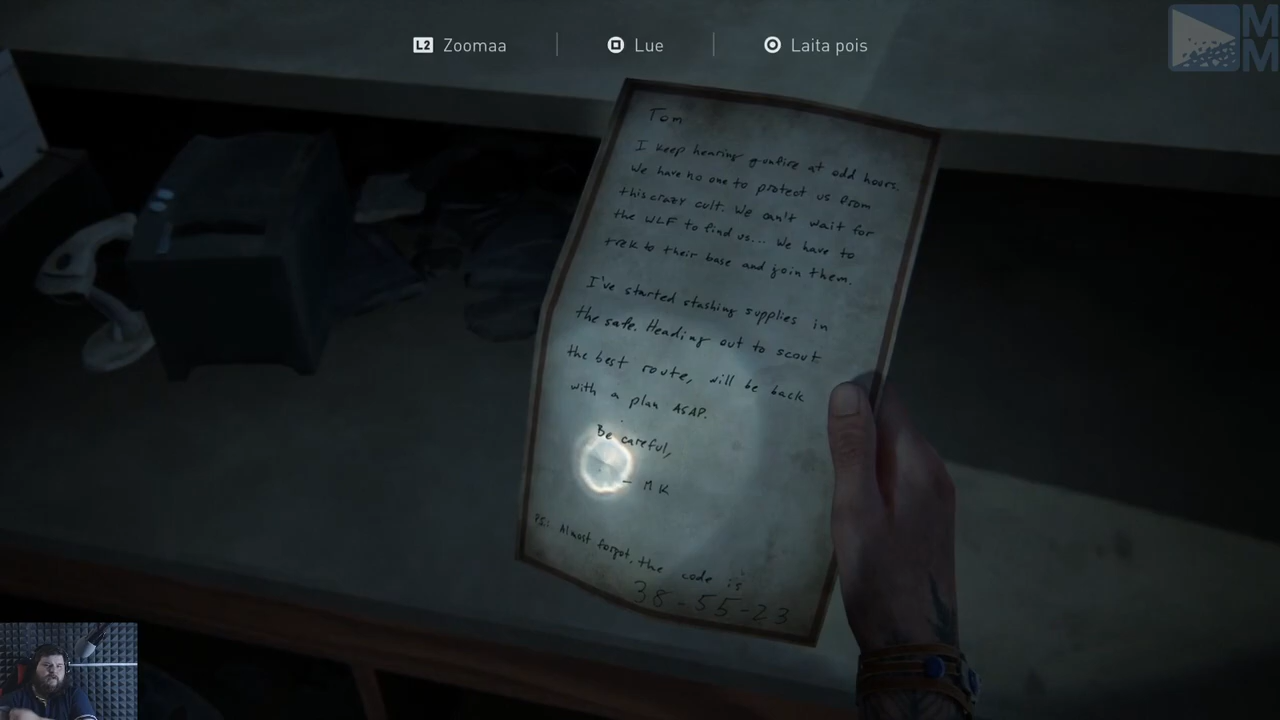 L2 Zoomaa | Lue | Laita pois
M
M
Tom
I keep hearing gunfire at odd hours.
We have no one to protect us from
this crazy cult. We can't wait for
the WLF to find us... We have to
trek to their base and join them.
I've started stashing supplies in
the safe. Heading out to scout
the best route, will be back
with a plan ASAP.
Be careful,
- MK
PS: Almost forgot, the code is
38-55-23